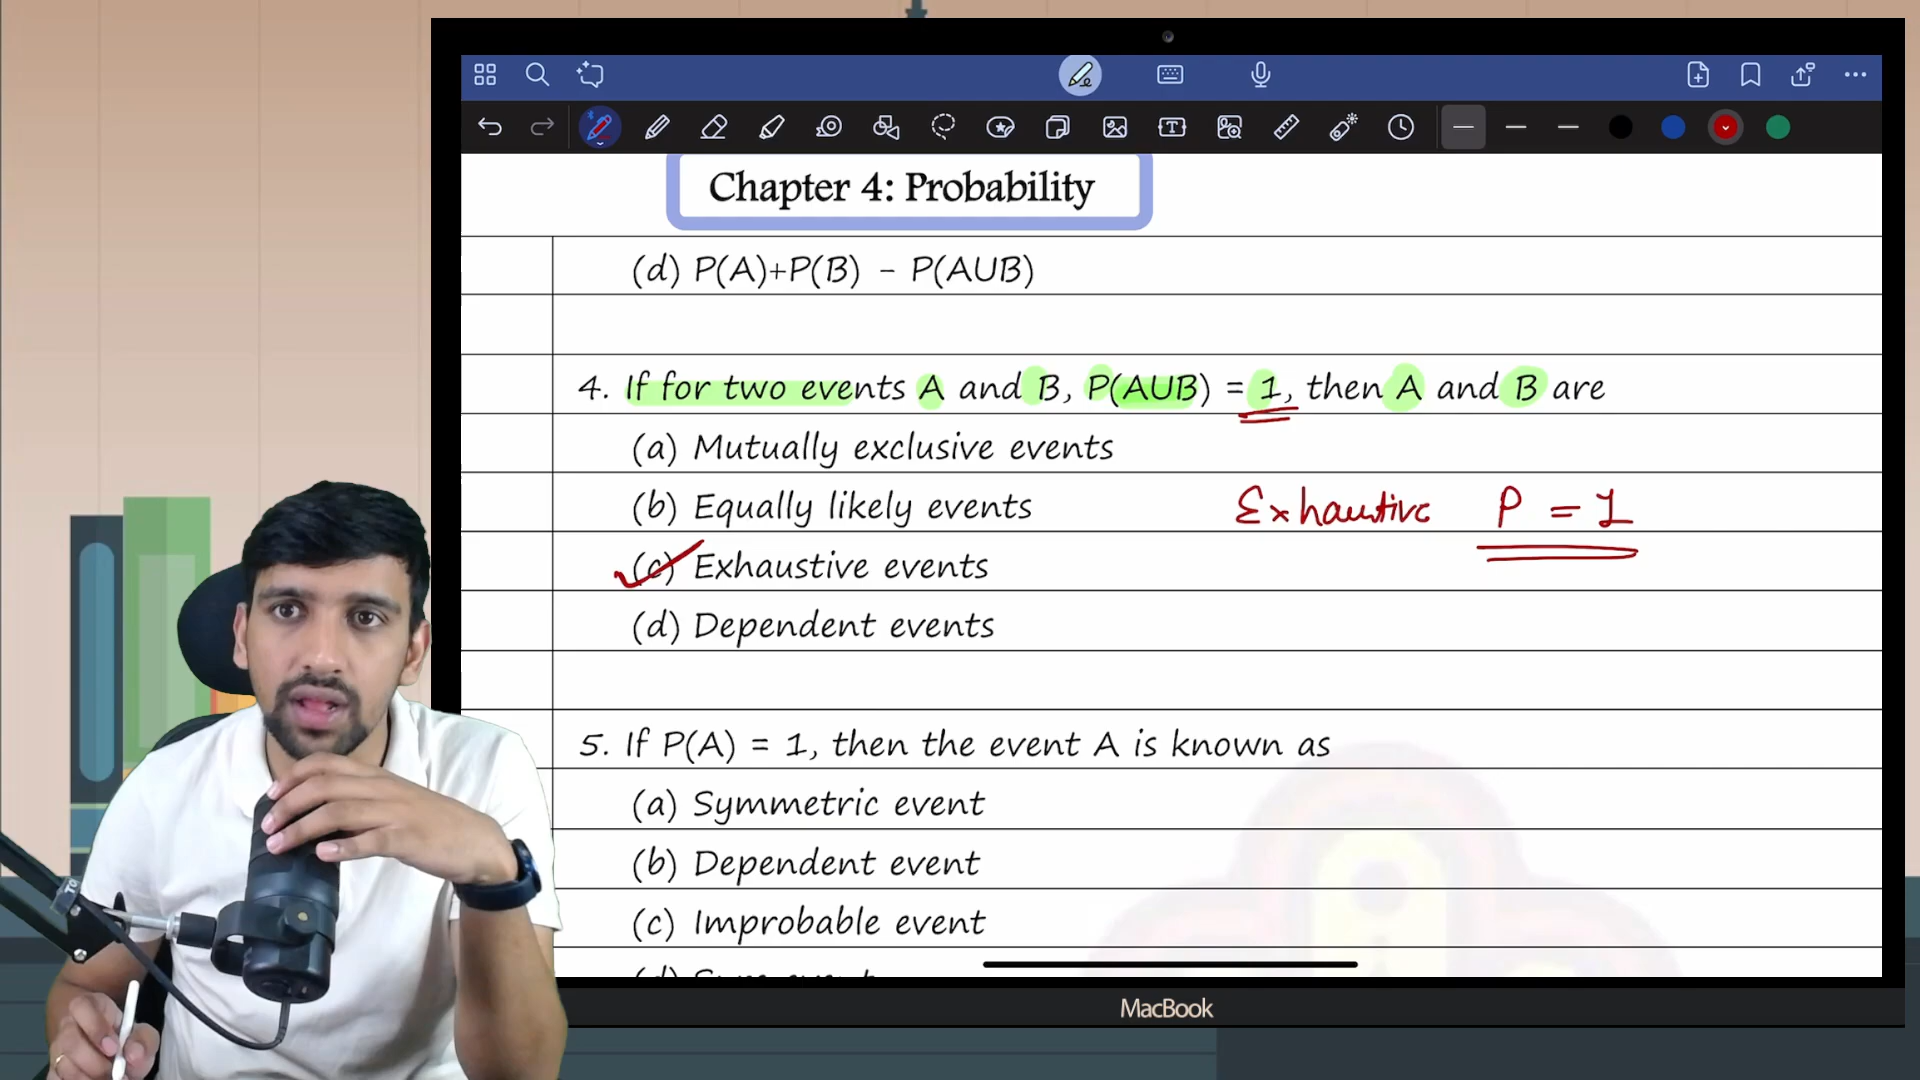 Chapter 4: Probability
(d) P(A)+P(B) - P(AUB)
4. If for two events A and B, P(AUB) = 1, then A and B are
(a) Mutually exclusive events
(b) Equally likely events
Exhaustive P = 1
(c) Exhaustive events
(d) Dependent events
5. If P(A) = 1, then the event A is known as
(a) Symmetric event
(b) Dependent event
(c) Improbable event
MacBook